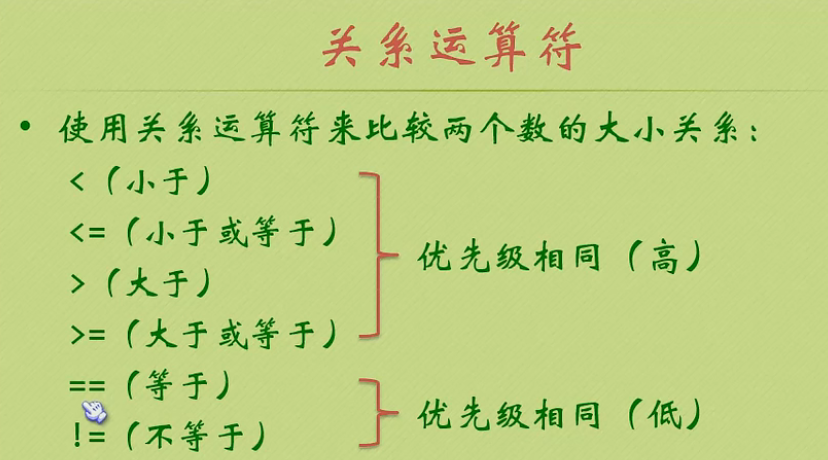 关系运算符
• 使用关系运算符来比较两个数的大小关系：
<（小于）
<=（小于或等于）
优先级相同（高）
>（大于）
>=（大于或等于）
==（等于）
优先级相同（低）
!=（不等于）